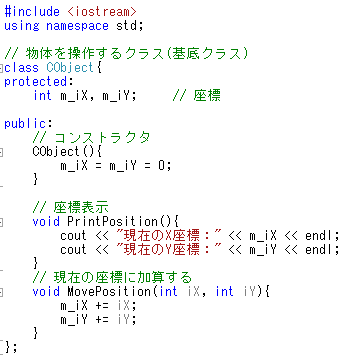 #include <iostream>
using namespace std;
// 物体を操作するクラス(基底クラス)
class CObject{
protected:
    int m_iX, m_iY;     // 座標
public:
    // コンストラクタ
    CObject(){
        m_iX = m_iY = 0;
    }
    // 座標表示
    void PrintPosition(){
        cout << "現在のX座標：" << m_iX << endl;
        cout << "現在のY座標：" << m_iY << endl;
    }
    // 現在の座標に加算する
    void MovePosition(int iX, int iY){
        m_iX += iX;
        m_iY += iY;
    }
};